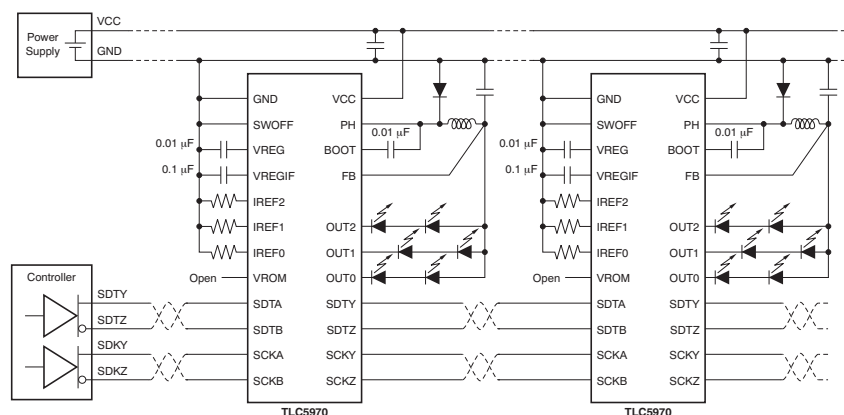 VCC
Power
Supply
GND
GND
VCC
SWOFF
PH
0.01 μF
VREG
0.01 μF
BOOT
0.1 μF
VREGIF
FB
IREF2
IREF1
OUT2
IREF0
OUT1
Open
VROM
OUT0
SDTA
SDTY
SDTB
SDTZ
SCKA
SCKY
SCKB
SCKZ
TLC5970
GND
VCC
SWOFF
PH
0.01 μF
VREG
0.01 μF
BOOT
0.1 μF
VREGIF
FB
IREF2
IREF1
OUT2
IREF0
OUT1
Open
VROM
OUT0
SDTA
SDTY
SDTB
SDTZ
SCKA
SCKY
SCKB
SCKZ
TLC5970
Controller
SDTY
SDTZ
SDKY
SDKZ